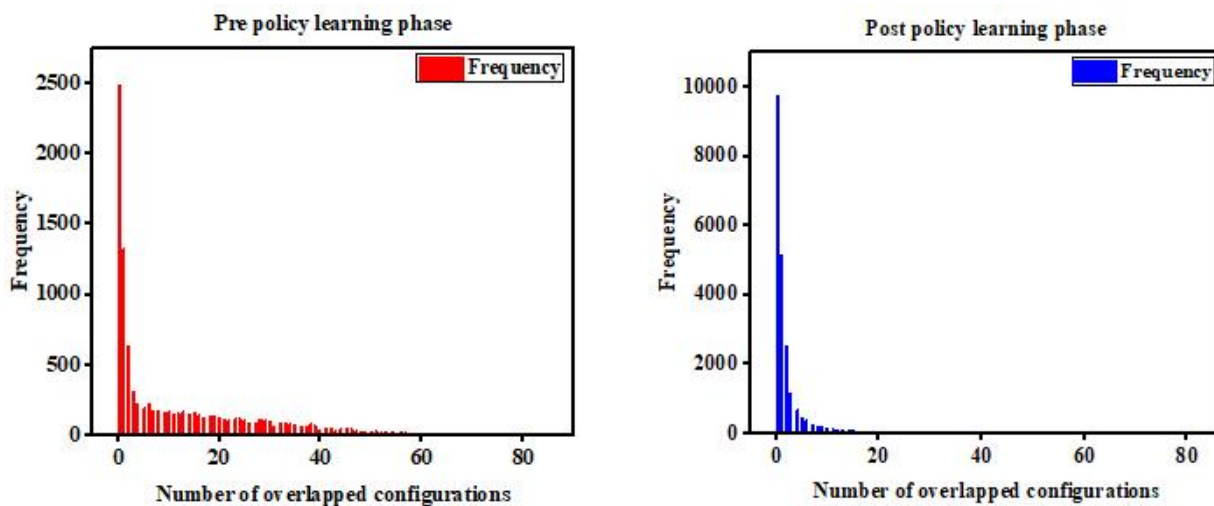 Pre policy learning phase
Frequency
2500
2000
1500
1000
500
0
Frequency
0 20 40 60 80
Number of overlapped configurations
Post policy learning phase
Frequency
10000
8000
6000
4000
2000
0
Frequency
0 20 40 60 80
Number of overlapped configurations